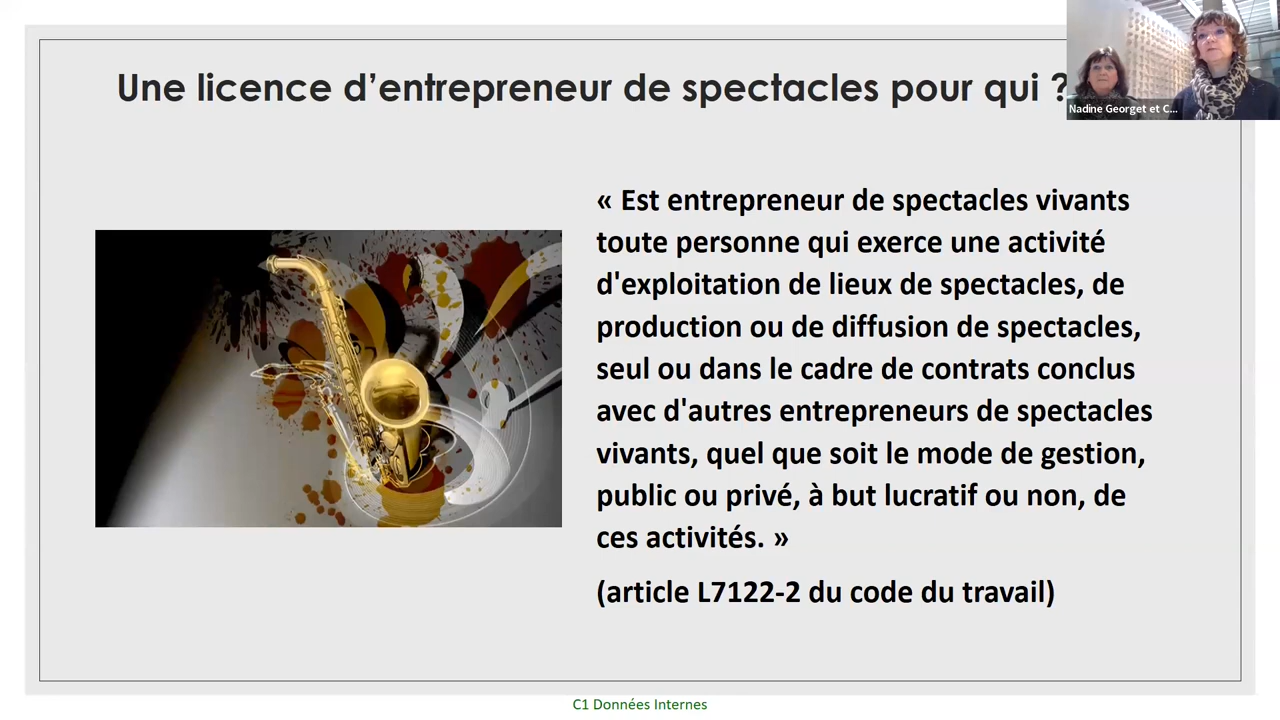 Une licence d’entrepreneur de spectacles pour qui ?
Nadine Georget et C...
« Est entrepreneur de spectacles vivants
toute personne qui exerce une activité
d'exploitation de lieux de spectacles, de
production ou de diffusion de spectacles,
seul ou dans le cadre de contrats conclus
avec d'autres entrepreneurs de spectacles
vivants, quel que soit le mode de gestion,
public ou privé, à but lucratif ou non, de
ces activités. »
(article L7122-2 du code du travail)
C1 Données Internes